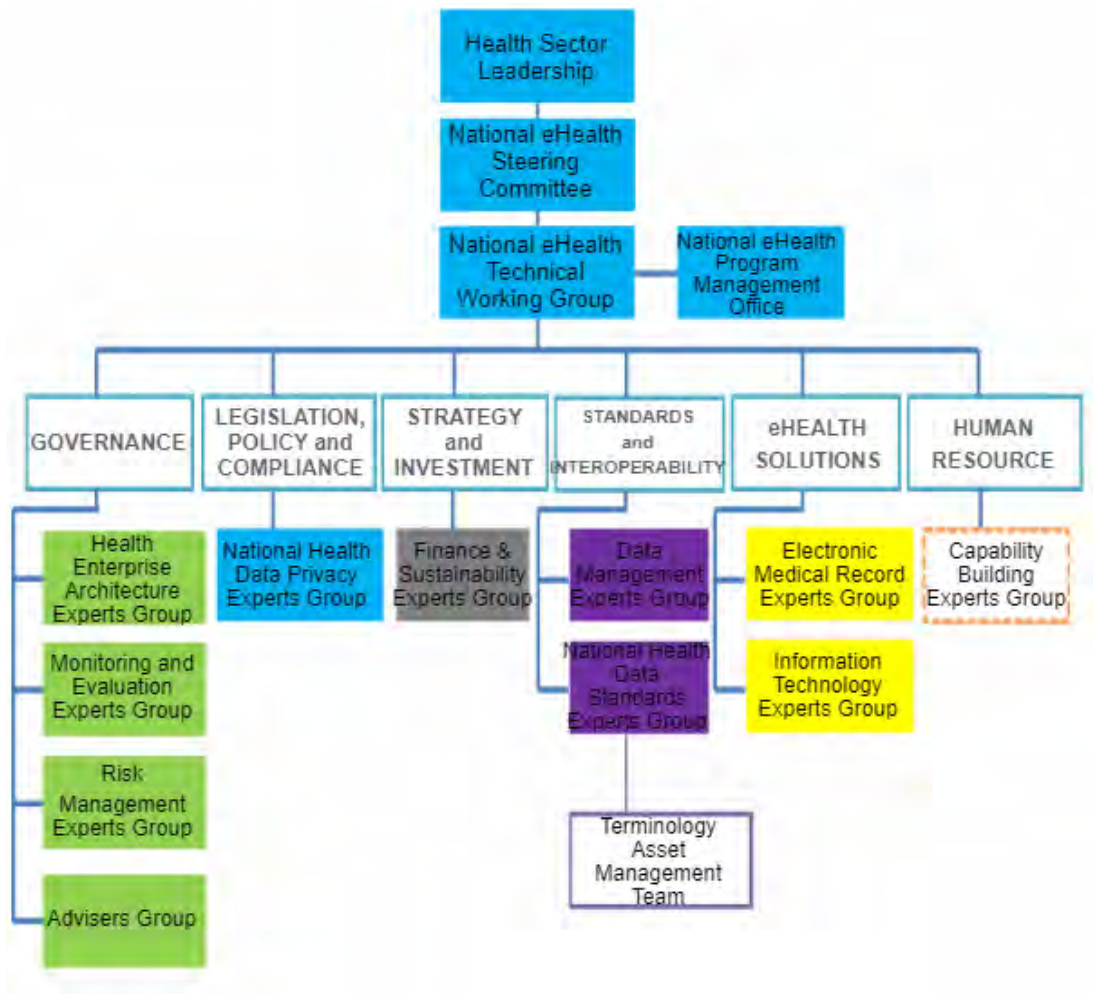 Health Sector
Leadership
National eHealth
Steering
Committee
National eHealth
Technical
Working Group
National eHealth
Program
Management
Office
GOVERNANCE
LEGISLATION,
POLICY and
COMPLIANCE
STRATEGY
and
INVESTMENT
STANDARDS
and
INTEROPERABILITY
eHEALTH
SOLUTIONS
HUMAN
RESOURCE
Health
Enterprise
Architecture
Experts Group
Monitoring and
Evaluation
Experts Group
Risk
Management
Experts Group
Advisers Group
National Health
Data Privacy
Experts Group
Finance &
Sustainability
Experts Group
Data
Management
Experts Group
National Health
Data
Standards
Experts Group
Terminology
Asset
Management
Team
Electronic
Medical Record
Experts Group
Information
Technology
Experts Group
Capability
Building
Experts Group